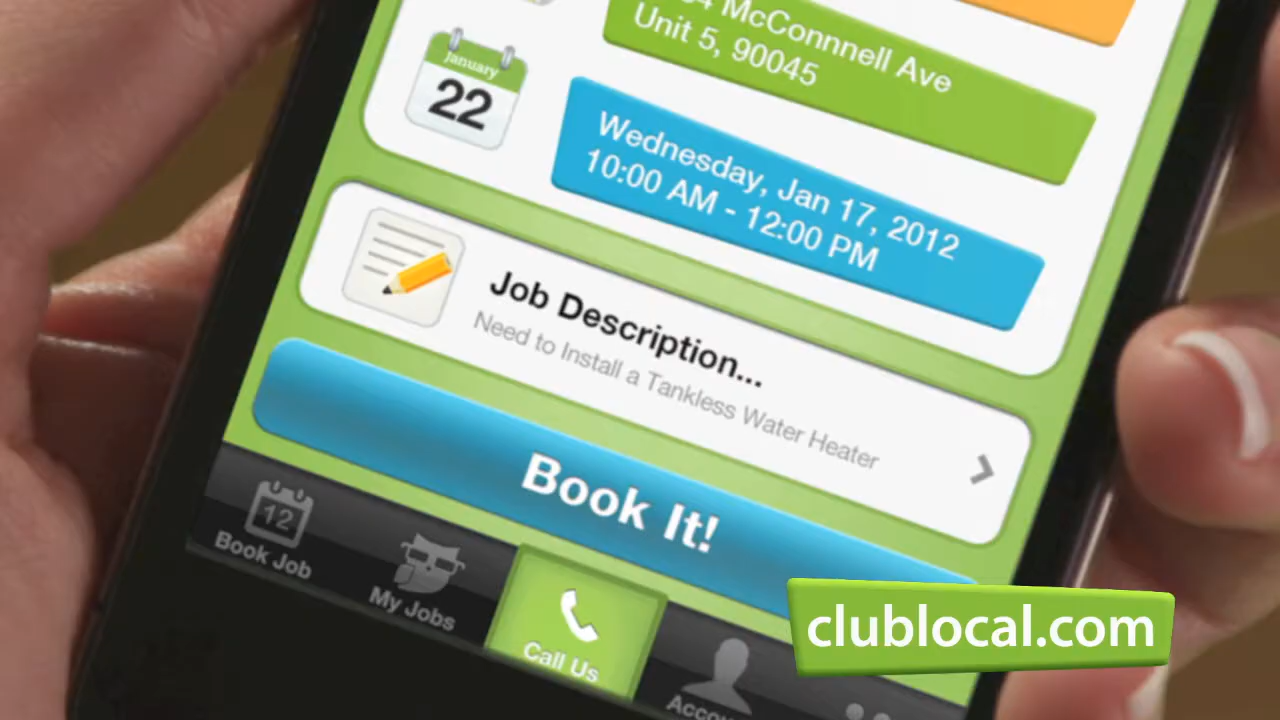 McConnnell Ave
Unit 5, 90045
January
22
Wednesday, Jan 17, 2012
10:00 AM - 12:00 PM
Job Description...
Need to Install a Tankless Water Heater
Book It!
12
Book Job
My Jobs
Call Us
clublocal.com